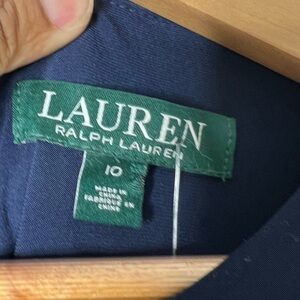 LAUREN
RALPH LAUREN
10
MADE IN
CHINA
FABRIQUÉ EN
CHINE